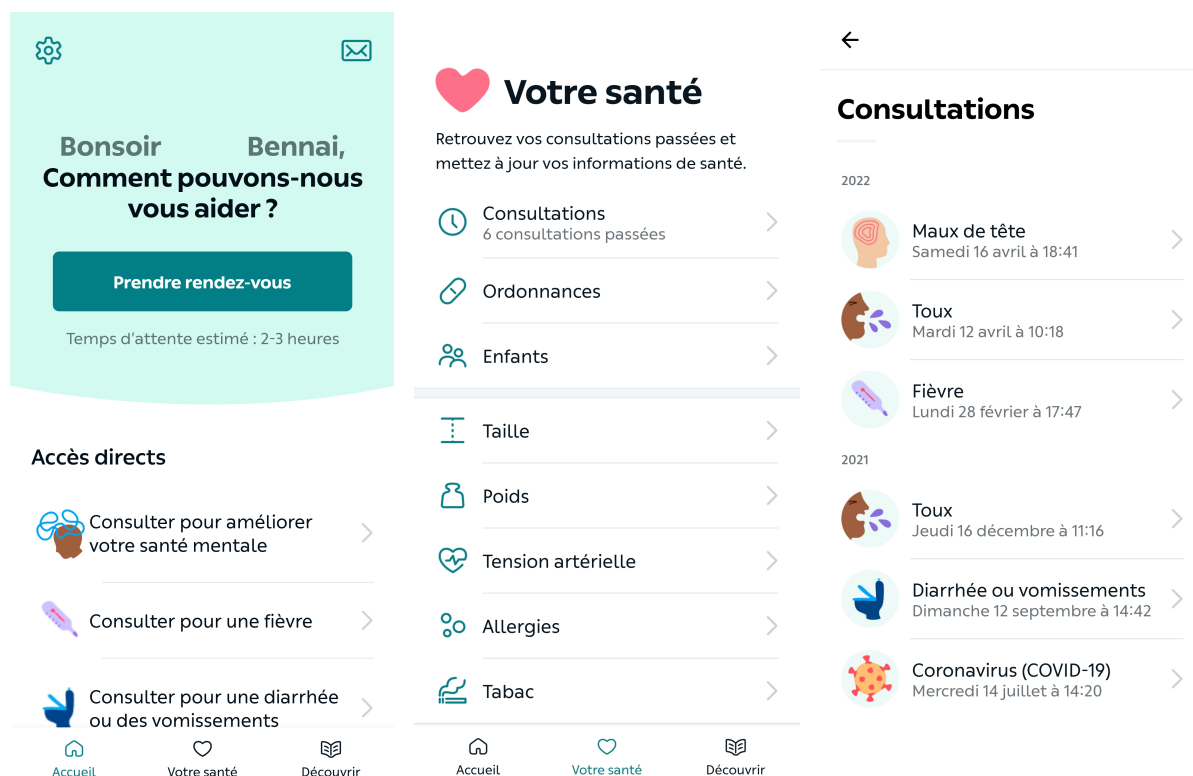 Bonsoir Bennai,
Comment pouvons-nous
vous aider ?
Prendre rendez-vous
Temps d'attente estimé : 2-3 heures
Accès directs
Consulter pour améliorer
votre santé mentale
Consulter pour une fièvre
Consulter pour une diarrhée
ou des vomissements
Accueil
Votre santé
Découvrir
Votre santé
Retrouvez vos consultations passées et
mettez à jour vos informations de santé.
Consultations
6 consultations passées
Ordonnances
Enfants
Taille
Poids
Tension artérielle
Allergies
Tabac
Accueil
Votre santé
Découvrir
Consultations
2022
Maux de tête
Samedi 16 avril à 18:41
Toux
Mardi 12 avril à 10:18
Fièvre
Lundi 28 février à 17:47
2021
Toux
Jeudi 16 décembre à 11:16
Diarrhée ou vomissements
Dimanche 12 septembre à 14:42
Coronavirus (COVID-19)
Mercredi 14 juillet à 14:20